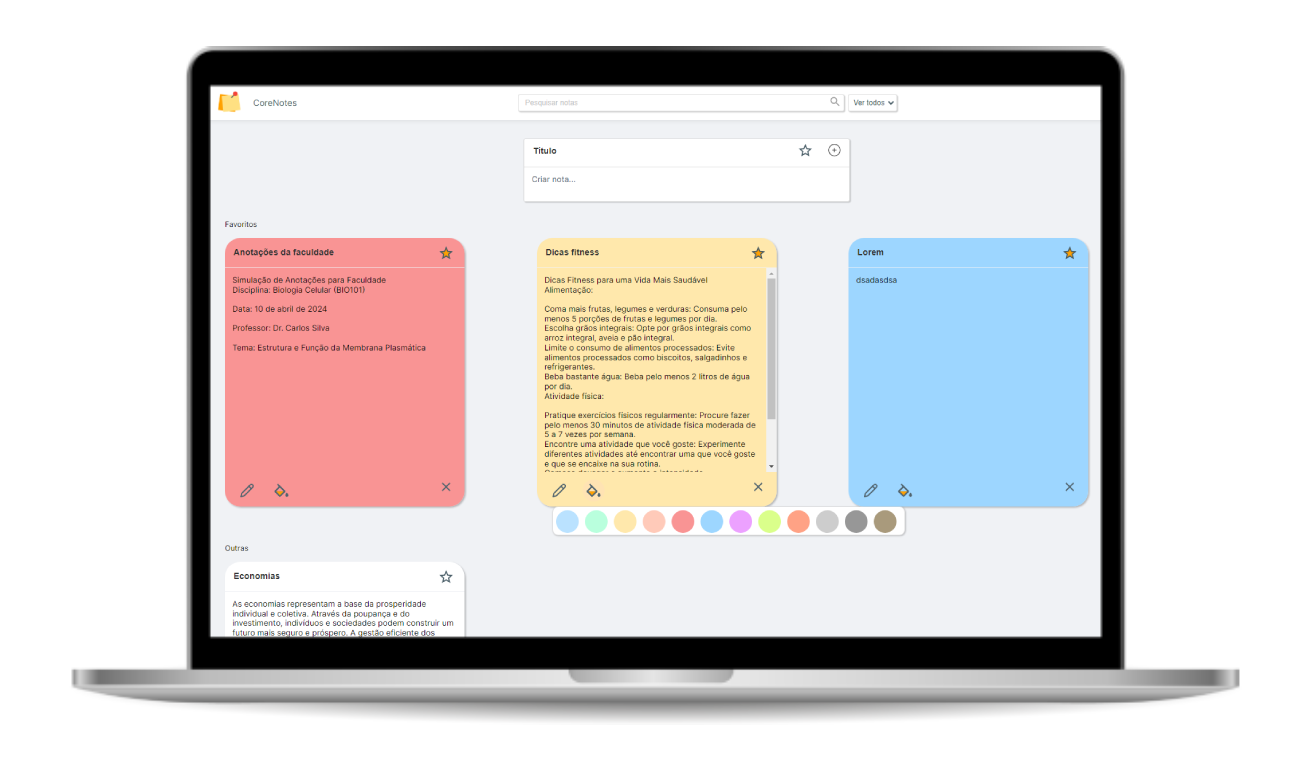 CoreNotes
Pesquisar notas
Ver todos
Título
Criar nota...
Favoritos
Anotações da faculdade
Simulação de Anotações para Faculdade
Disciplina: Biologia Celular (BIO101)
Data: 10 de abril de 2024
Professor: Dr. Carlos Silva
Tema: Estrutura e Função da Membrana Plasmática
Dicas fitness
Dicas Fitness para uma Vida Mais Saudável
Alimentação:
Coma mais frutas, legumes e verduras: Consuma pelo
menos 5 porções de frutas e legumes por dia.
Escolha grãos integrais: Opte por grãos integrais como
arroz integral, aveia e pão integral.
Limite o consumo de alimentos processados: Evite
alimentos processados como biscoitos, salgadinhos e
refrigerantes.
Beba bastante água: Beba pelo menos 2 litros de água
por dia.
Atividade física:
Pratique exercícios físicos regularmente: Procure fazer
pelo menos 30 minutos de atividade física moderada de
5 a 7 vezes por semana.
Encontre uma atividade que você goste: Experimente
diferentes atividades até encontrar uma que você goste
e que se encaixe na sua rotina.
Lorem
dsadasdsa
Outras
Economias
As economias representam a base da prosperidade
individual e coletiva. Através da poupança e do
investimento, indivíduos e sociedades podem construir um
futuro mais seguro e próspero. A gestão eficiente dos